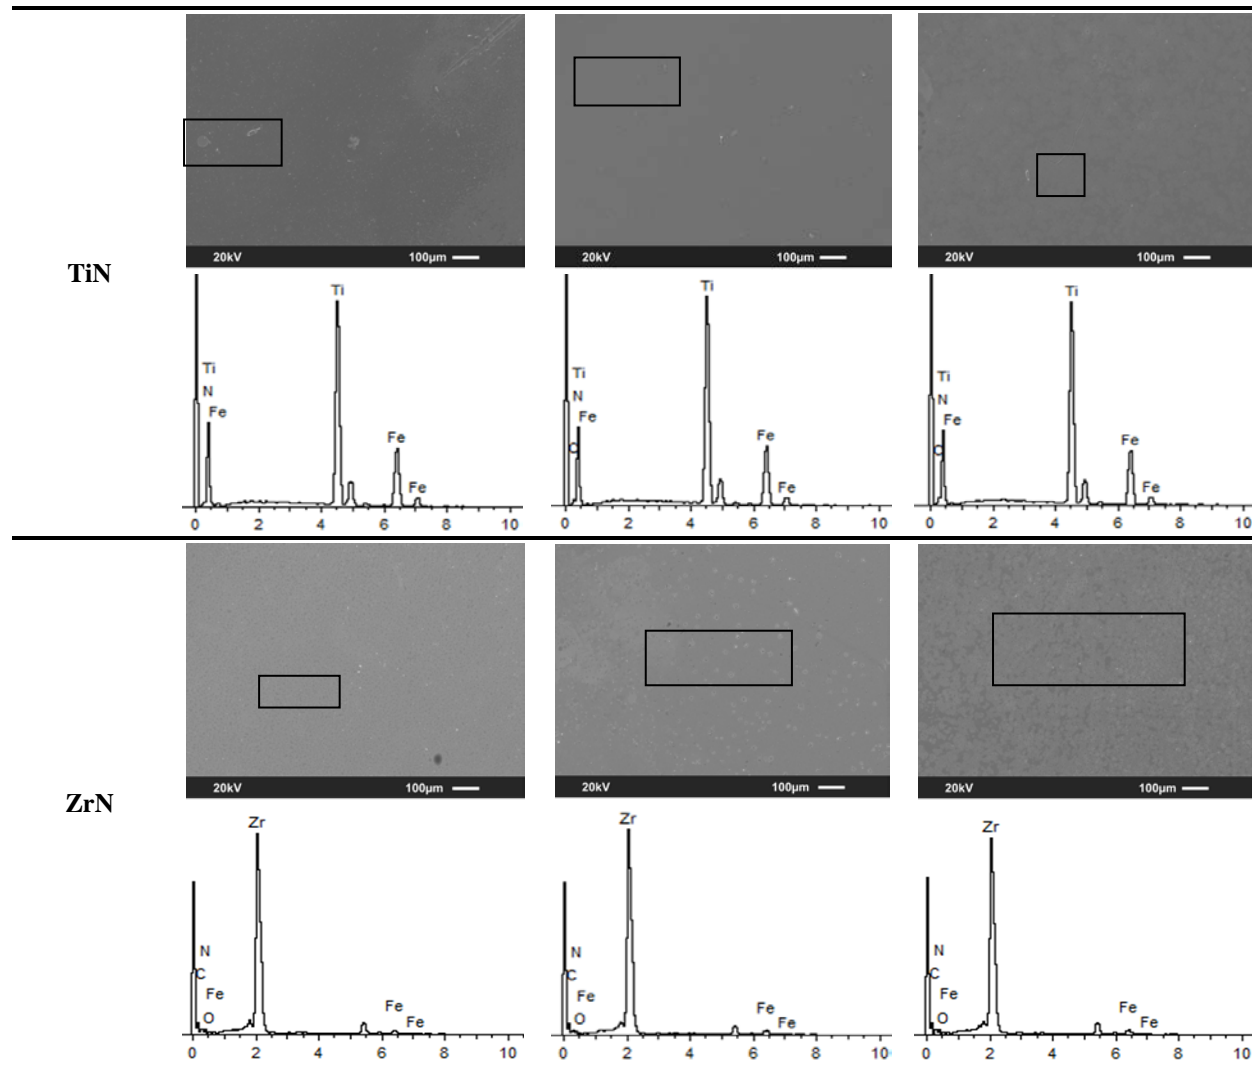 20kV 100µm 20kV 100µm 20kV 100µm
TiN
Ti Ti Ti
Ti Ti Ti
N N N
Fe Fe Fe
Fe Fe Fe
C C
Fe Fe Fe
0 2 4 6 8 10 0 2 4 6 8 10 0 2 4 6 8 10
20kV 100µm 20kV 100µm 20kV 100µm
ZrN
Zr Zr Zr
N N N
C C C
Fe Fe Fe
Fe Fe Fe
O Fe O Fe O Fe
0 2 4 6 8 10 0 2 4 6 8 10 0 2 4 6 8 10